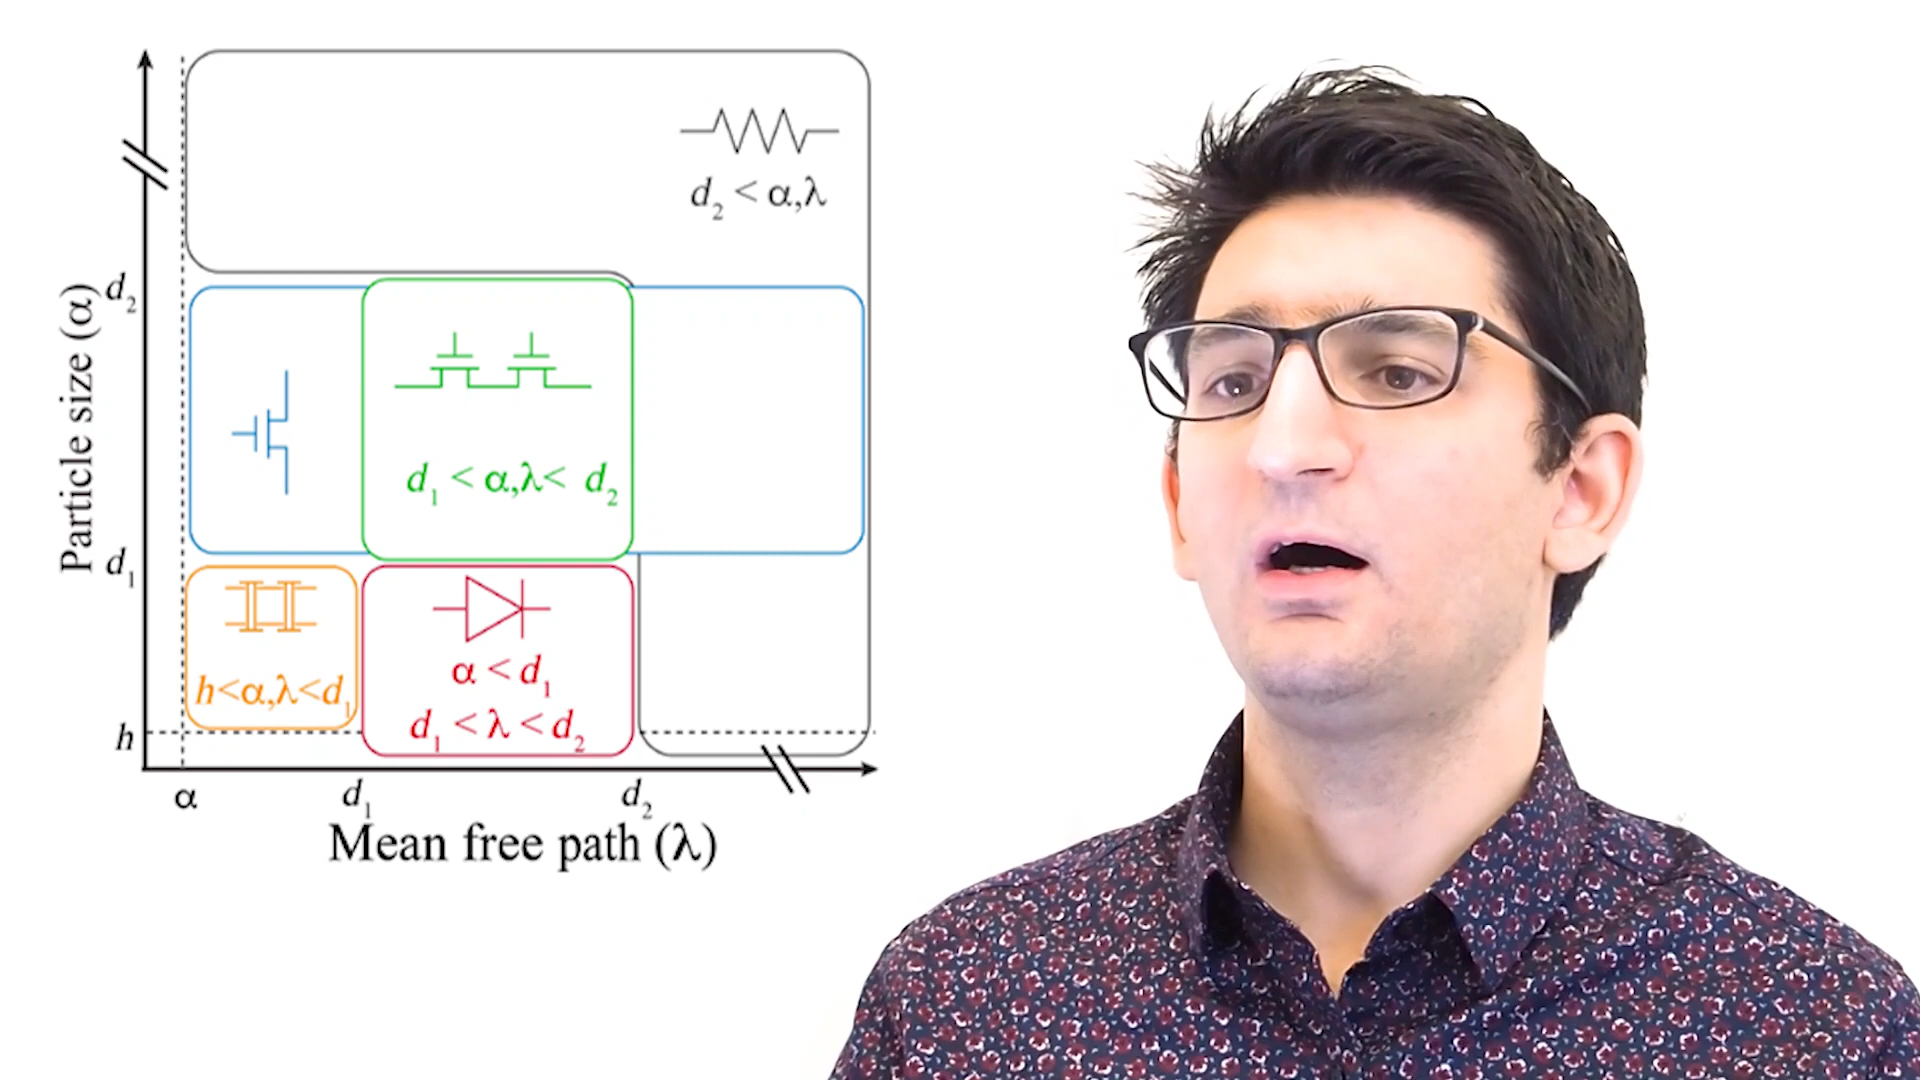 d₂ < α,λ
d₂
d₁ < α,λ< d₂
Particle size (α)
d₁
α < d₁
h<α,λ<d₁
d₁ < λ < d₂
h
α d₁ d₂
Mean free path (λ)